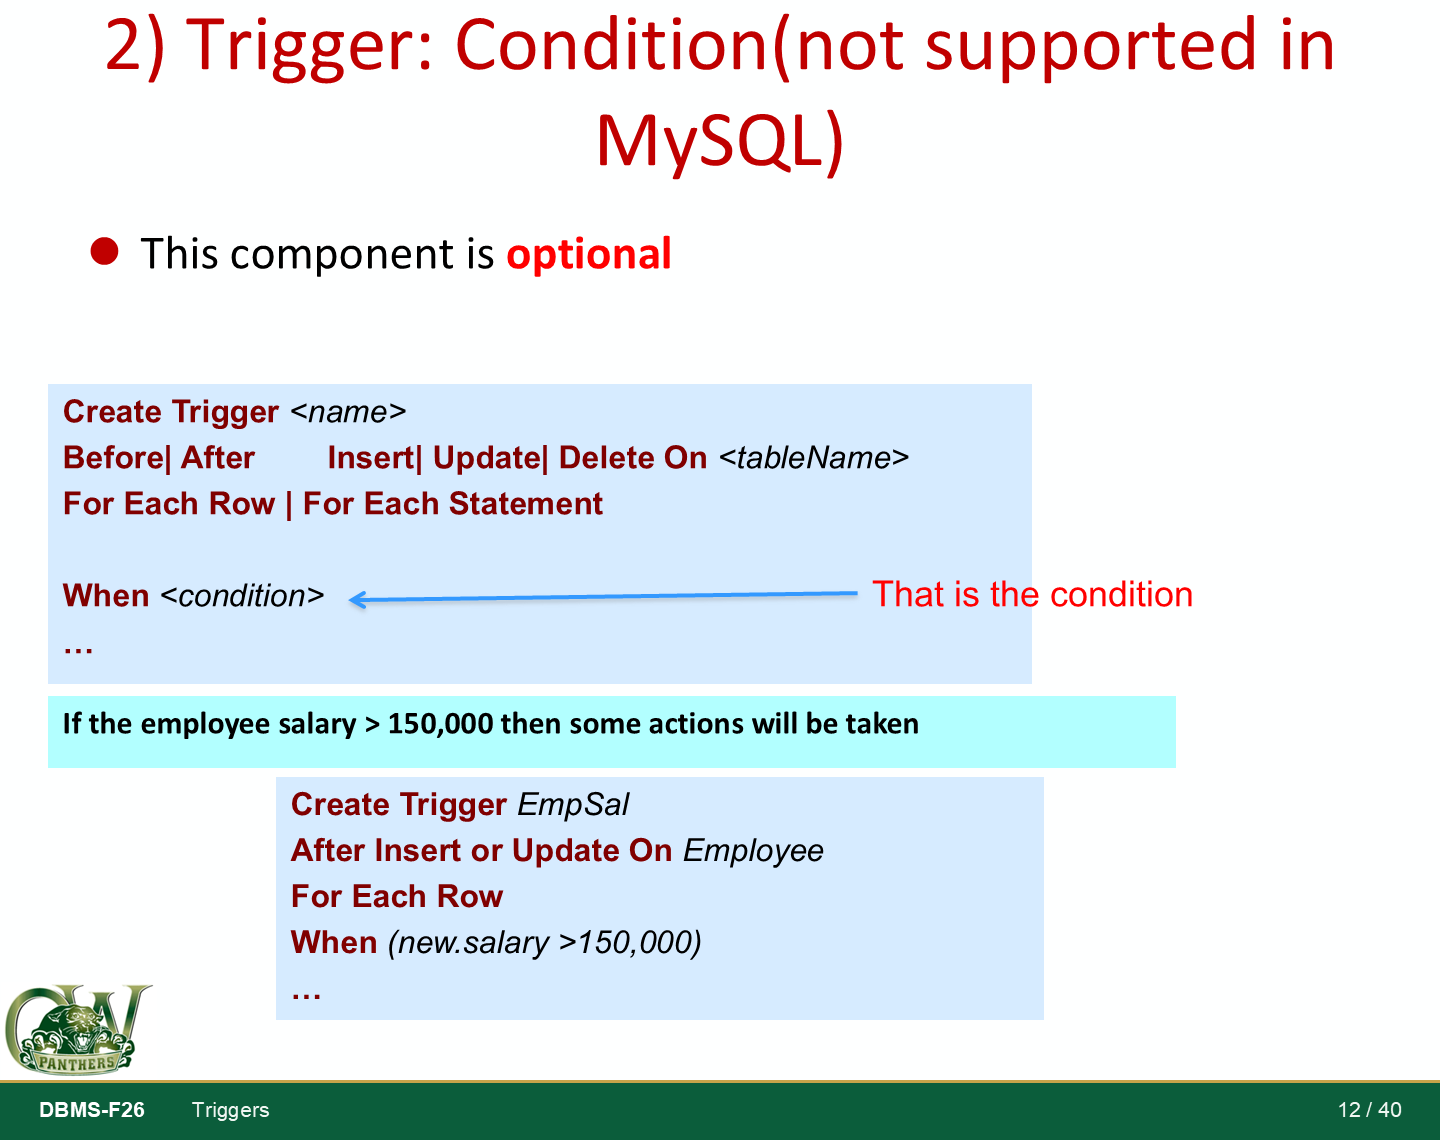 2) Trigger: Condition(not supported in
MySQL)
This component is optional
Create Trigger <name>
Before| After Insert| Update| Delete On <tableName>
For Each Row | For Each Statement
When <condition>
That is the condition
…
If the employee salary > 150,000 then some actions will be taken
Create Trigger EmpSal
After Insert or Update On Employee
For Each Row
When (new.salary >150,000)
…
CW
PANTHERS
DBMS-F26 Triggers 12 / 40